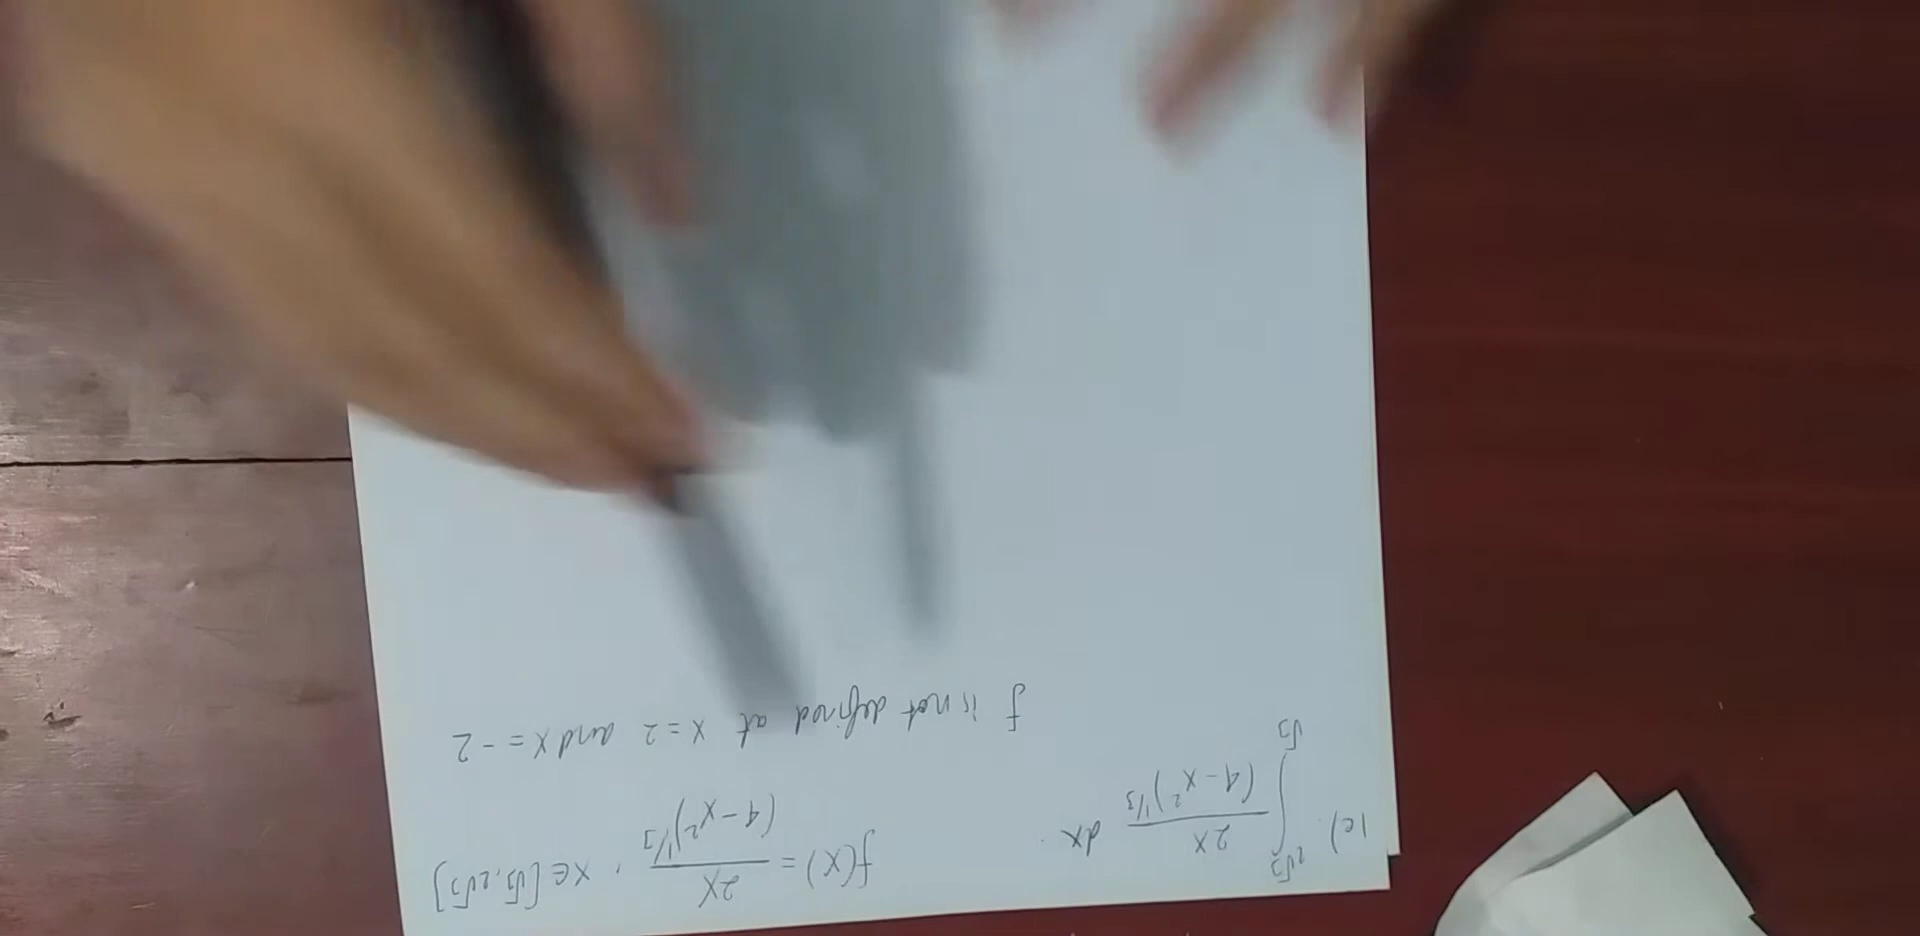 1c) ∫_{√3}^{2√3} 2x/(4-x²)^{1/3} dx.
f(x) = 2x/(4-x²)^{1/3}, x∈[√3, 2√3]
f is not defined at x=2 and x=-2